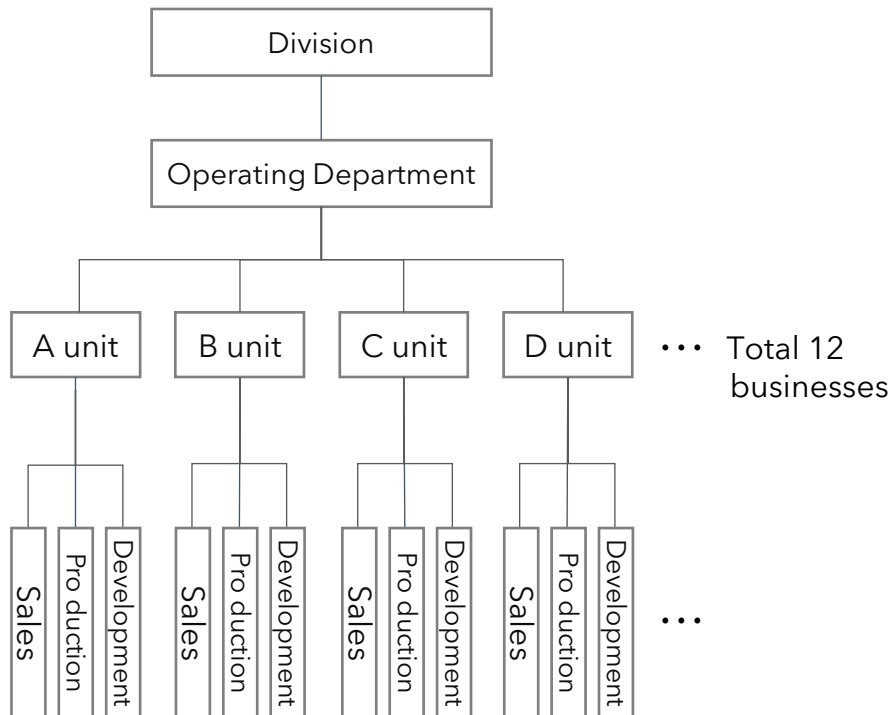 Division
Operating Department
A unit
B unit
C unit
D unit
··· Total 12
businesses
Sales
Pro duction
Development
Sales
Pro duction
Development
Sales
Pro duction
Development
Sales
Pro duction
Development
···